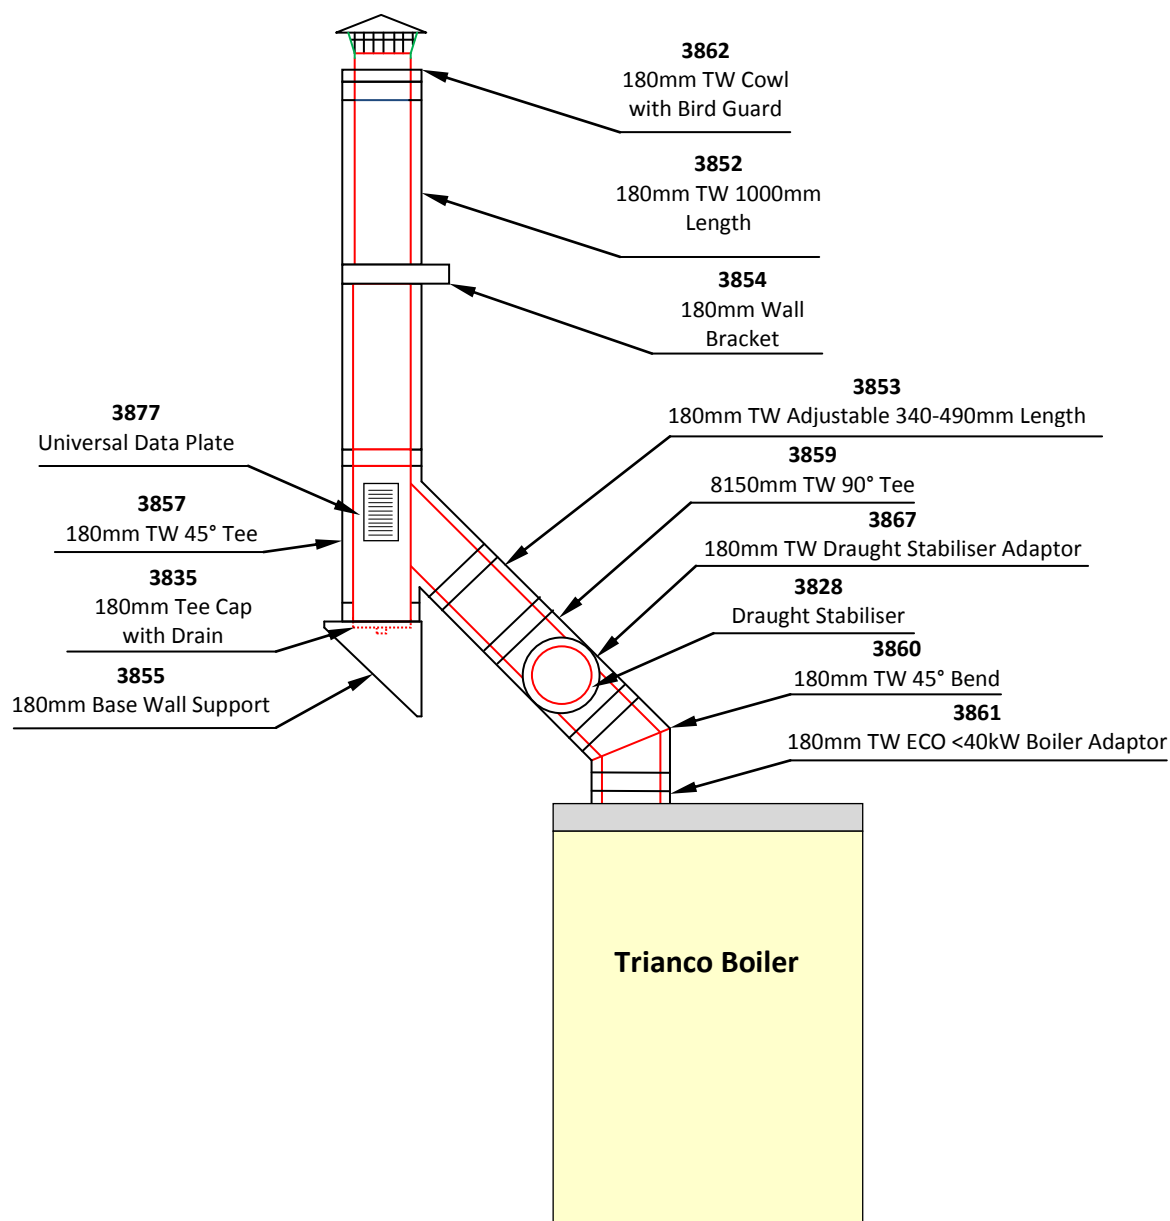 3862
180mm TW Cowl
with Bird Guard
3852
180mm TW 1000mm
Length
3854
180mm Wall
Bracket
3853
180mm TW Adjustable 340-490mm Length
3859
8150mm TW 90° Tee
3867
180mm TW Draught Stabiliser Adaptor
3828
Draught Stabiliser
3860
180mm TW 45° Bend
3861
180mm TW ECO <40kW Boiler Adaptor
3877
Universal Data Plate
3857
180mm TW 45° Tee
3835
180mm Tee Cap
with Drain
3855
180mm Base Wall Support
Trianco Boiler